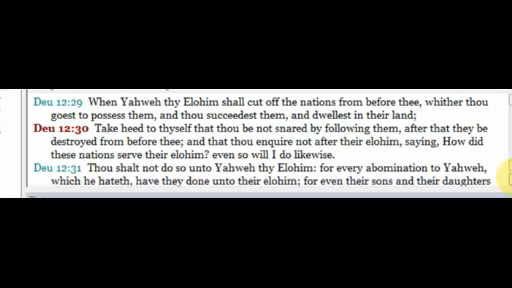 Deu 12:29 When Yahweh thy Elohim shall cut off the nations from before thee, whither thou
goest to possess them, and thou succeedest them, and dwellest in their land;
Deu 12:30 Take heed to thyself that thou be not snared by following them, after that they be
destroyed from before thee; and that thou enquire not after their elohim, saying, How did
these nations serve their elohim? even so will I do likewise.
Deu 12:31 Thou shalt not do so unto Yahweh thy Elohim: for every abomination to Yahweh,
which he hateth, have they done unto their elohim; for even their sons and their daughters